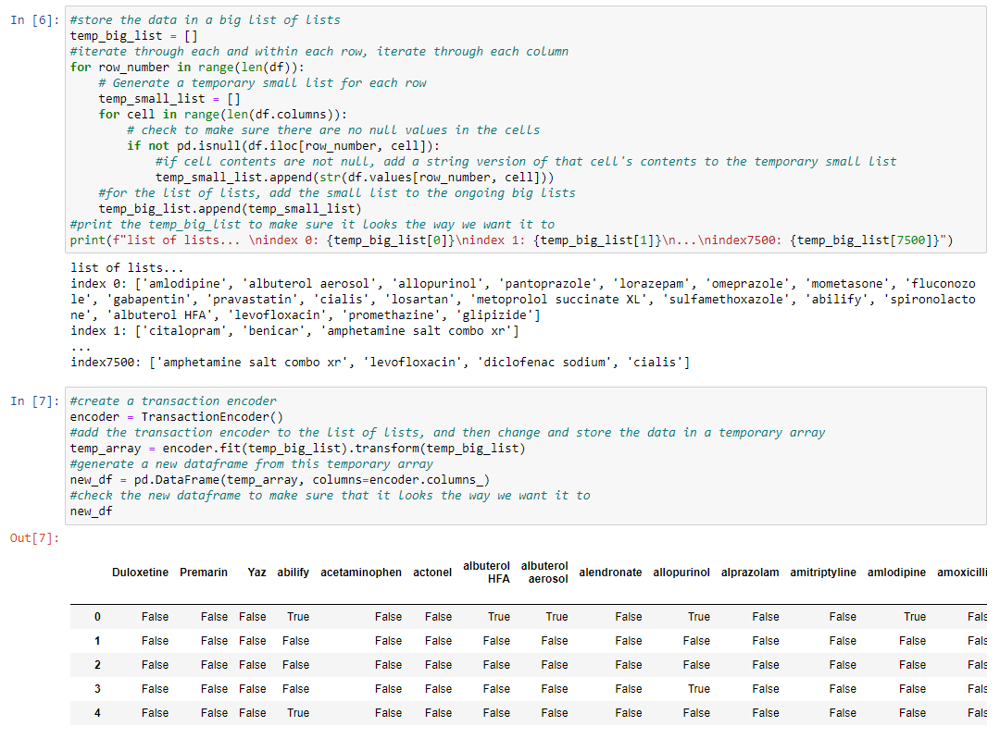 In [6]: #store the data in a big list of lists
temp_big_list = []
#iterate through each and within each row, iterate through each column
for row_number in range(len(df)):
    # Generate a temporary small list for each row
    temp_small_list = []
    for cell in range(len(df.columns)):
        # check to make sure there are no null values in the cells
        if not pd.isnull(df.iloc[row_number, cell]):
            #if cell contents are not null, add a string version of that cell's contents to the temporary small list
            temp_small_list.append(str(df.values[row_number, cell]))
    #for the list of lists, add the small list to the ongoing big lists
    temp_big_list.append(temp_small_list)
#print the temp_big_list to make sure it looks the way we want it to
print(f"list of lists... \nindex 0: {temp_big_list[0]}\nindex 1: {temp_big_list[1]}\n...\nindex7500: {temp_big_list[7500]}")
list of lists...
index 0: ['amlodipine', 'albuterol aerosol', 'allopurinol', 'pantoprazole', 'lorazepam', 'omeprazole', 'mometasone', 'fluconozo
le', 'gabapentin', 'pravastatin', 'cialis', 'losartan', 'metoprolol succinate XL', 'sulfamethoxazole', 'abilify', 'spironolacto
ne', 'albuterol HFA', 'levofloxacin', 'promethazine', 'glipizide']
index 1: ['citalopram', 'benicar', 'amphetamine salt combo xr']
...
index7500: ['amphetamine salt combo xr', 'levofloxacin', 'diclofenac sodium', 'cialis']
In [7]: #create a transaction encoder
encoder = TransactionEncoder()
#add the transaction encoder to the list of lists, and then change and store the data in a temporary array
temp_array = encoder.fit(temp_big_list).transform(temp_big_list)
#generate a new dataframe from this temporary array
new_df = pd.DataFrame(temp_array, columns=encoder.columns_)
#check the new dataframe to make sure that it looks the way we want it to
new_df
Out[7]:
Duloxetine Premarin Yaz abilify acetaminophen actonel albuterol HFA albuterol aerosol alendronate allopurinol alprazolam amitriptyline amlodipine amoxicilli
0 False False False True False False True True False True False False True Fals
1 False False False False False False False False False False False False False Fals
2 False False False False False False False False False False False False False Fals
3 False False False False False False False False False True False False False Fals
4 False False False True False False False False False False False False False Fals